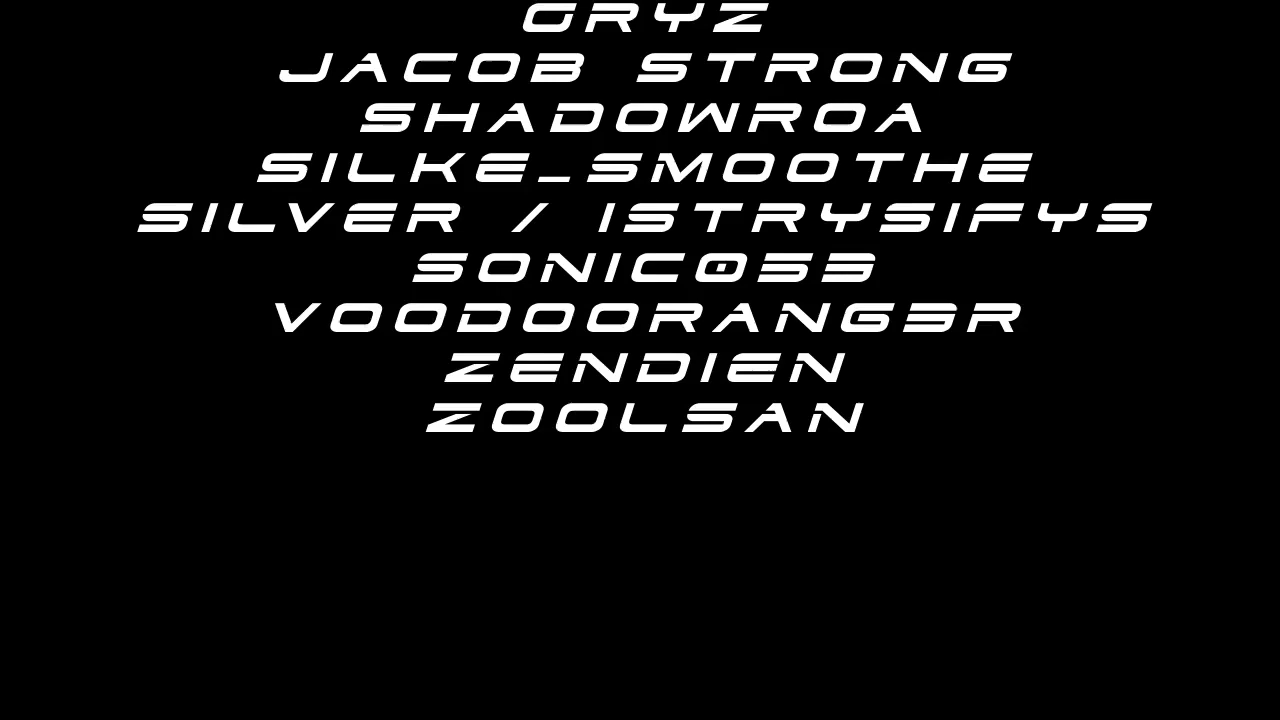 GRYZ
JACOB STRONG
SHADOWROA
SILKE_SMOOTHE
SILVER / ISTRYSIFYS
SONIC053
VOODOORANG3R
ZENDIEN
ZOOLSAN